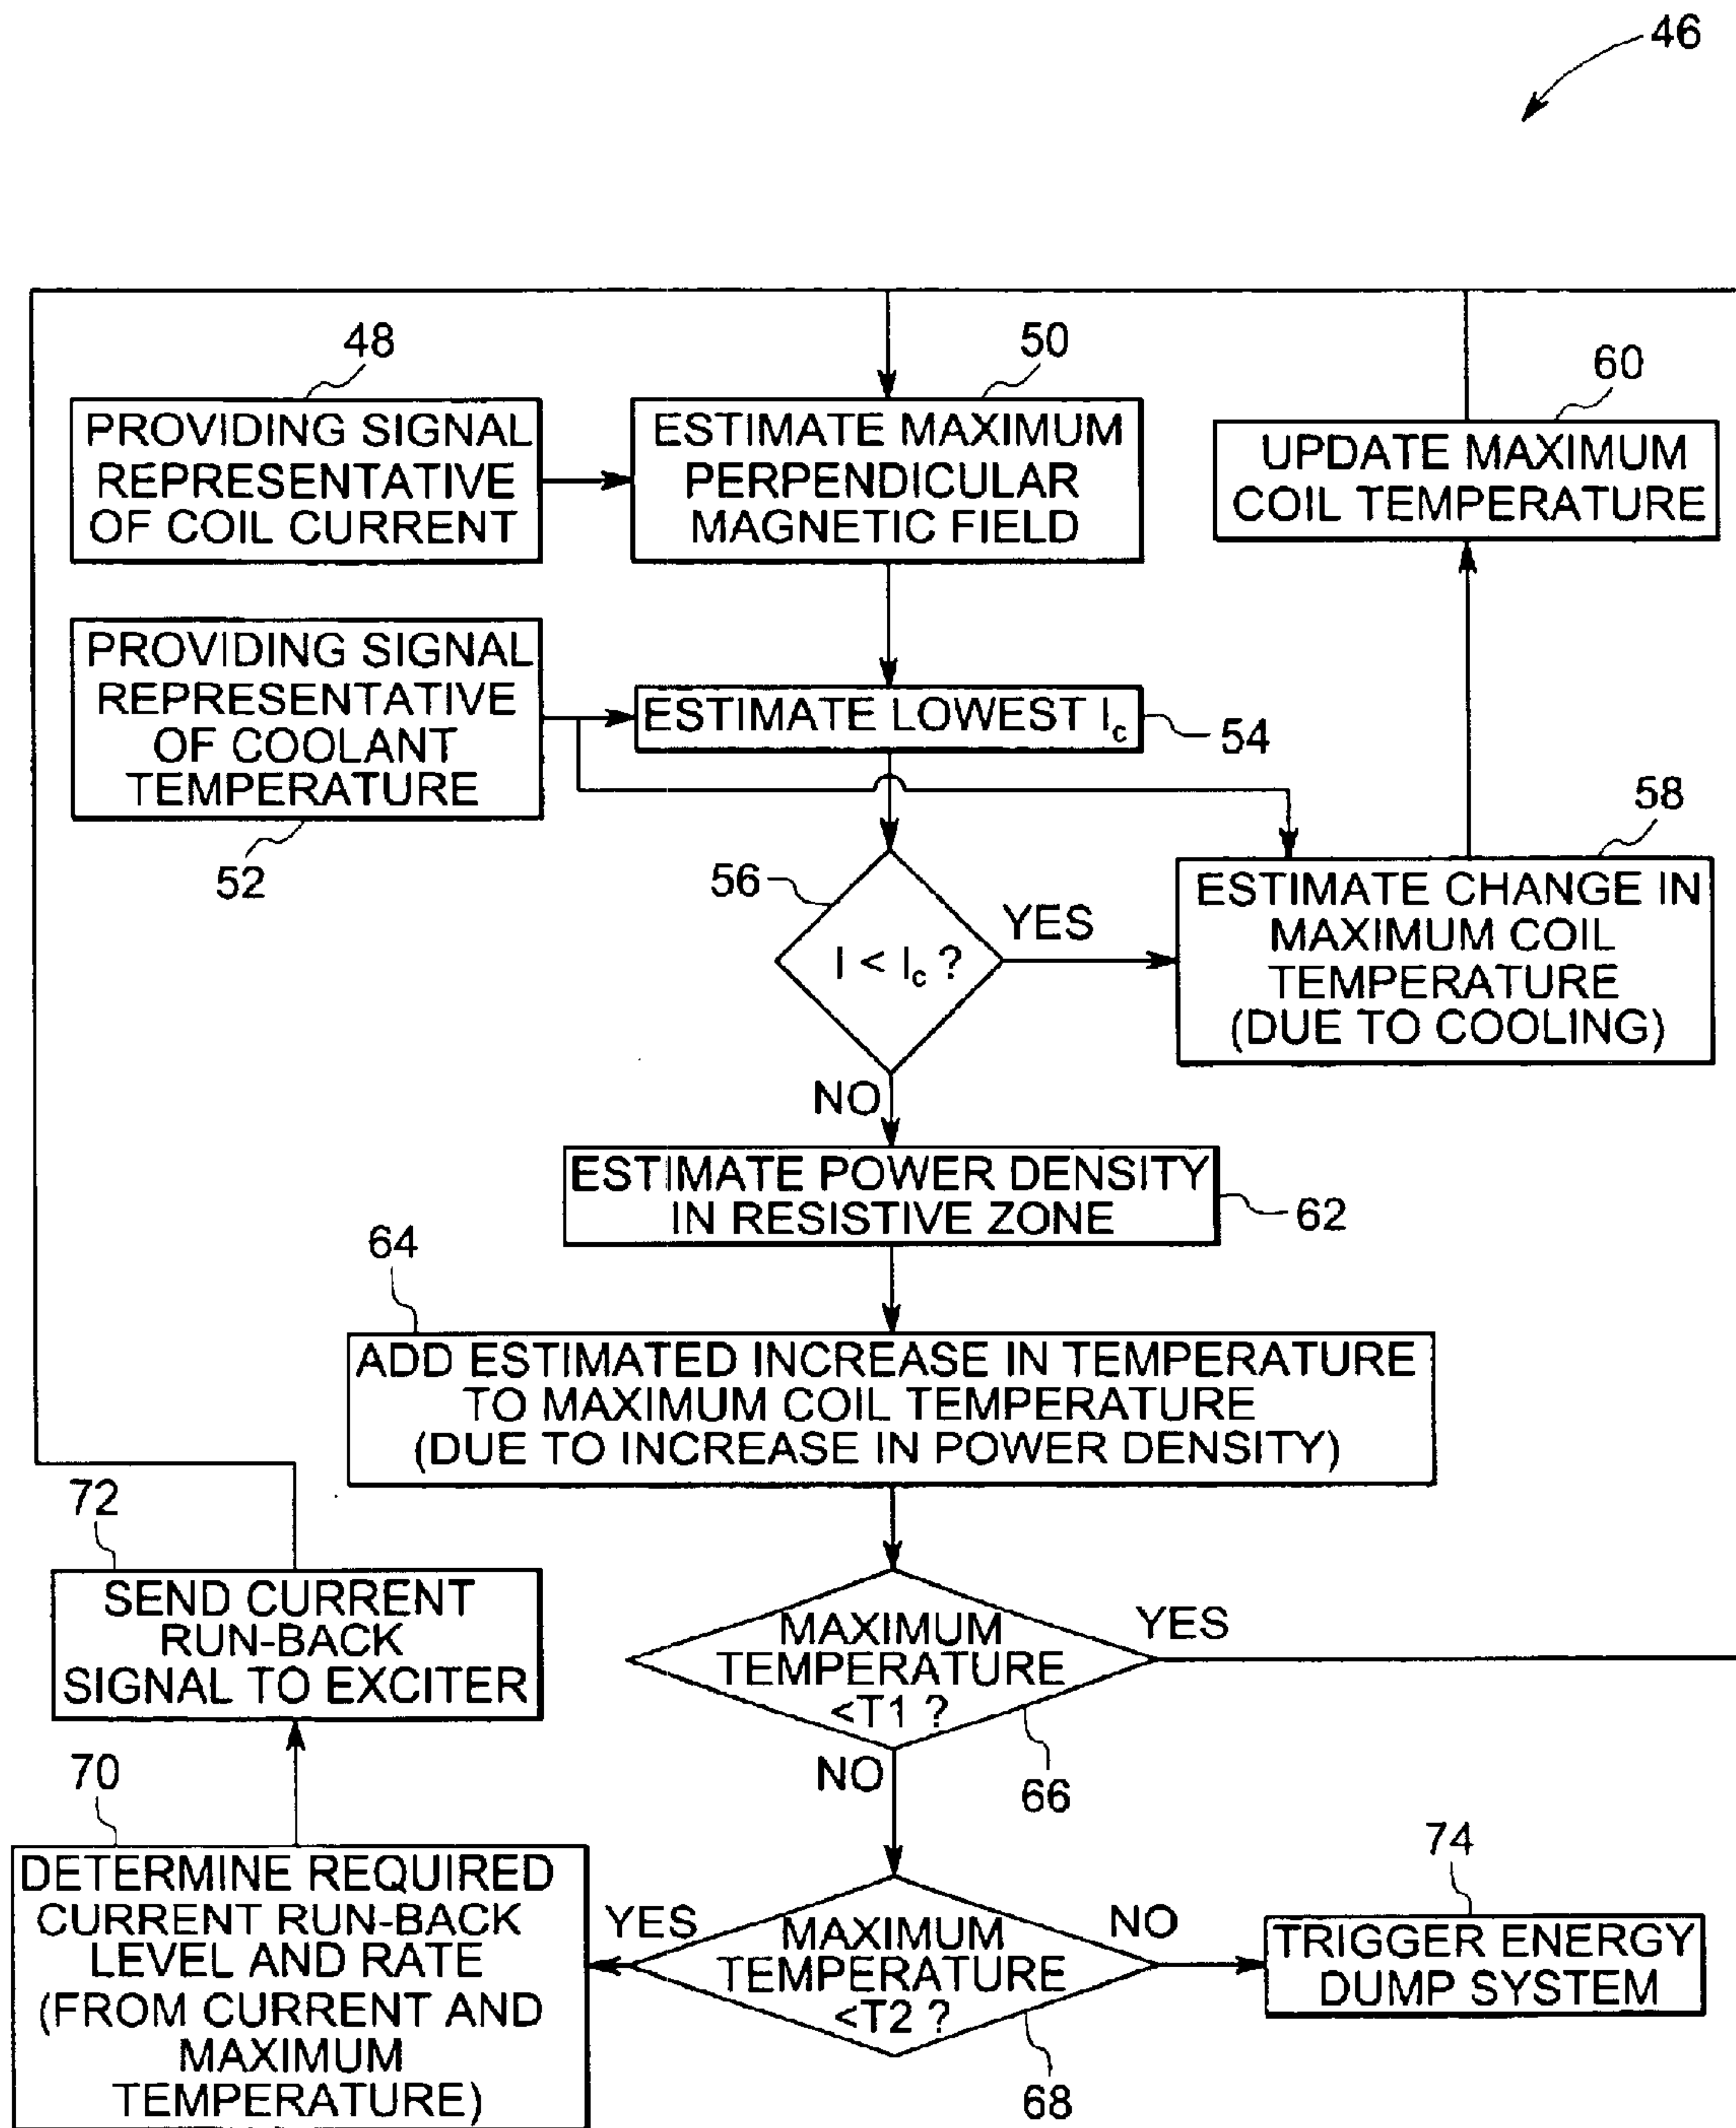 46
48
PROVIDING SIGNAL
REPRESENTATIVE
OF COIL CURRENT
50
ESTIMATE MAXIMUM
PERPENDICULAR
MAGNETIC FIELD
60
UPDATE MAXIMUM
COIL TEMPERATURE
PROVIDING SIGNAL
REPRESENTATIVE
OF COOLANT
TEMPERATURE
52
ESTIMATE LOWEST Ic
54
56
I < Ic ?
YES
58
ESTIMATE CHANGE IN
MAXIMUM COIL
TEMPERATURE
(DUE TO COOLING)
NO
ESTIMATE POWER DENSITY
IN RESISTIVE ZONE
62
64
ADD ESTIMATED INCREASE IN TEMPERATURE
TO MAXIMUM COIL TEMPERATURE
(DUE TO INCREASE IN POWER DENSITY)
72
SEND CURRENT
RUN-BACK
SIGNAL TO EXCITER
MAXIMUM
TEMPERATURE
<T1 ?
YES
66
NO
70
DETERMINE REQUIRED
CURRENT RUN-BACK
LEVEL AND RATE
(FROM CURRENT AND
MAXIMUM
TEMPERATURE)
YES
MAXIMUM
TEMPERATURE
<T2 ?
68
NO
74
TRIGGER ENERGY
DUMP SYSTEM